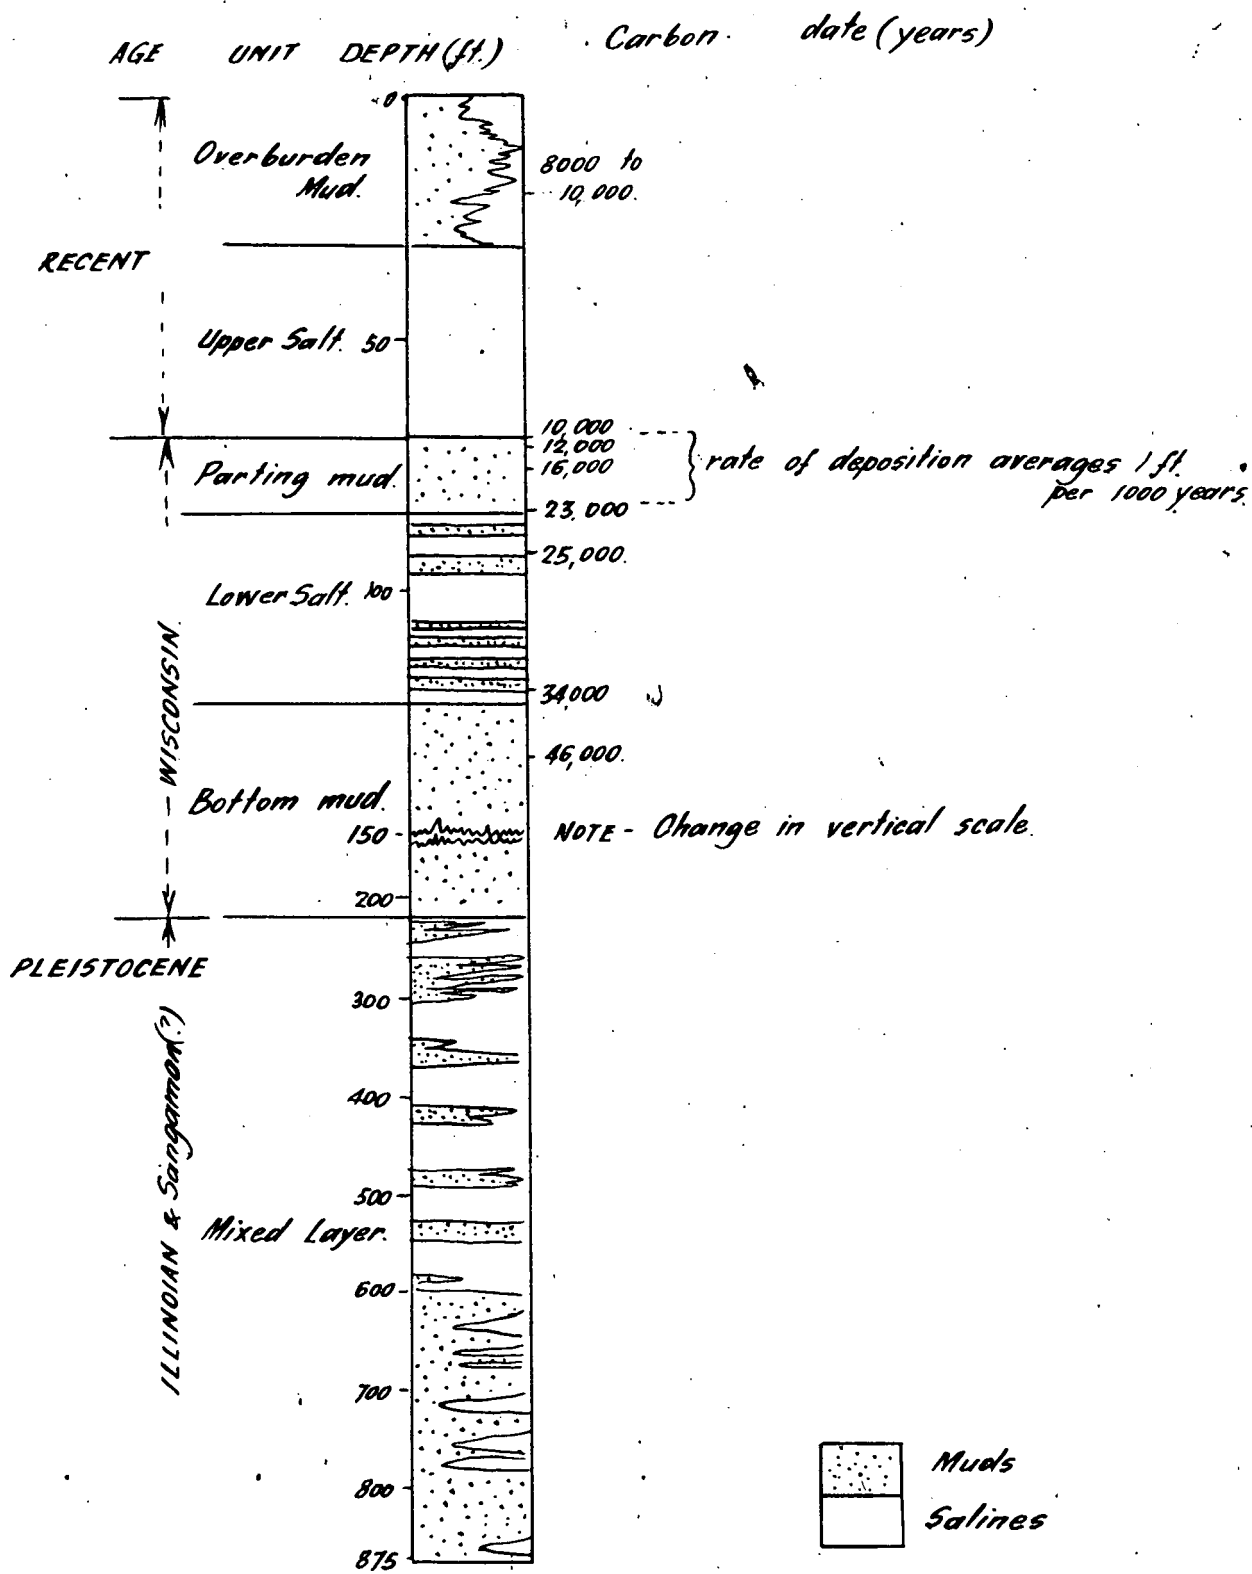 AGE UNIT DEPTH (ft.) Carbon date (years)
0
Overburden
Mud.
8000 to
10,000.
RECENT
Upper Salt. 50
10,000
12,000
16,000
Parting mud.
rate of deposition averages 1 ft.
per 1000 years.
23,000
25,000.
Lower Salt. 100
34,000
WISCONSIN
46,000.
Bottom mud.
150
NOTE - Change in vertical scale.
200
PLEISTOCENE
300
ILLINOIAN & Sangamon(?)
400
500
Mixed Layer.
600
700
800
875
Muds
Salines